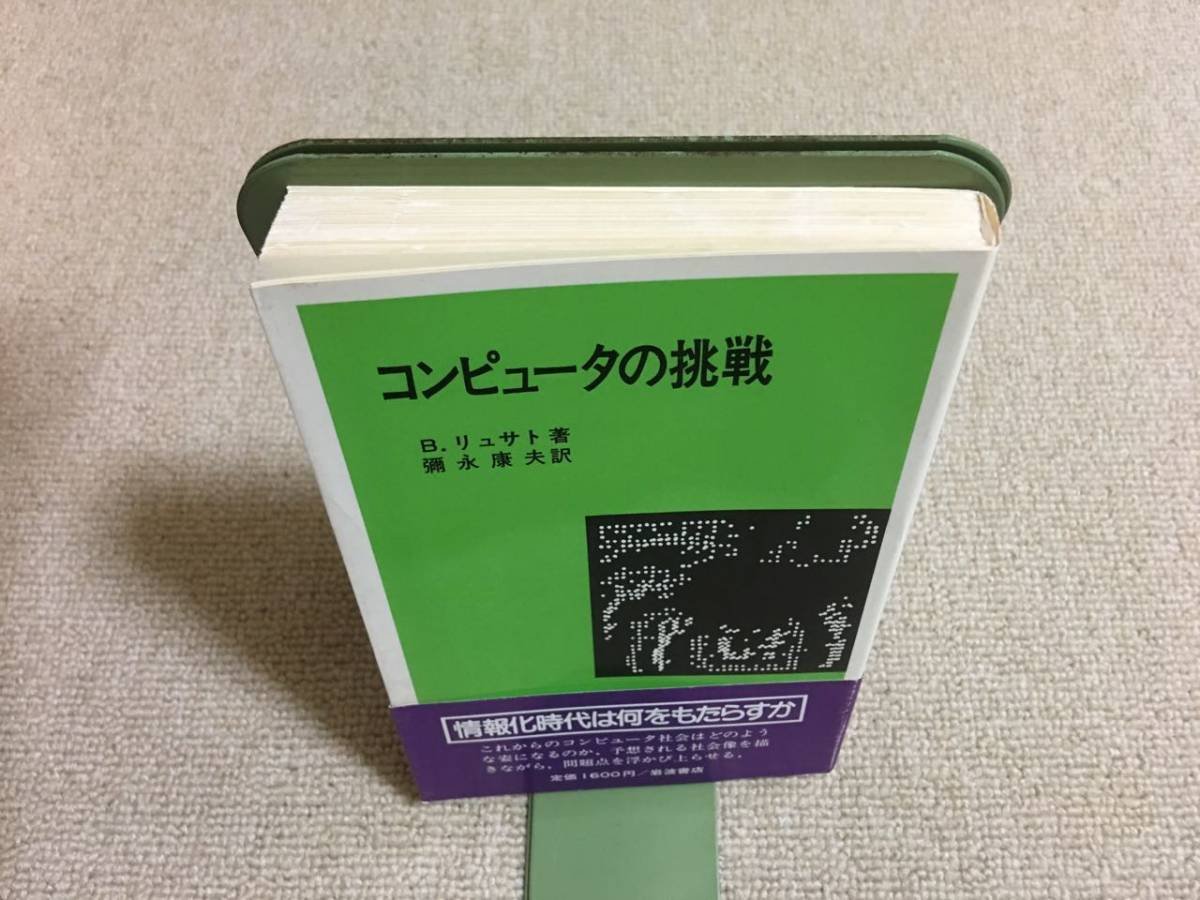 コンピュータの挑戦
B. リュサト著
彌永康夫訳
情報化時代は何をもたらすか
これからのコンピュータ社会はどのよう
な姿になるのか。予想される社会像を描
きながら、問題点を浮かび上らせる。
定価1600円/岩波書店